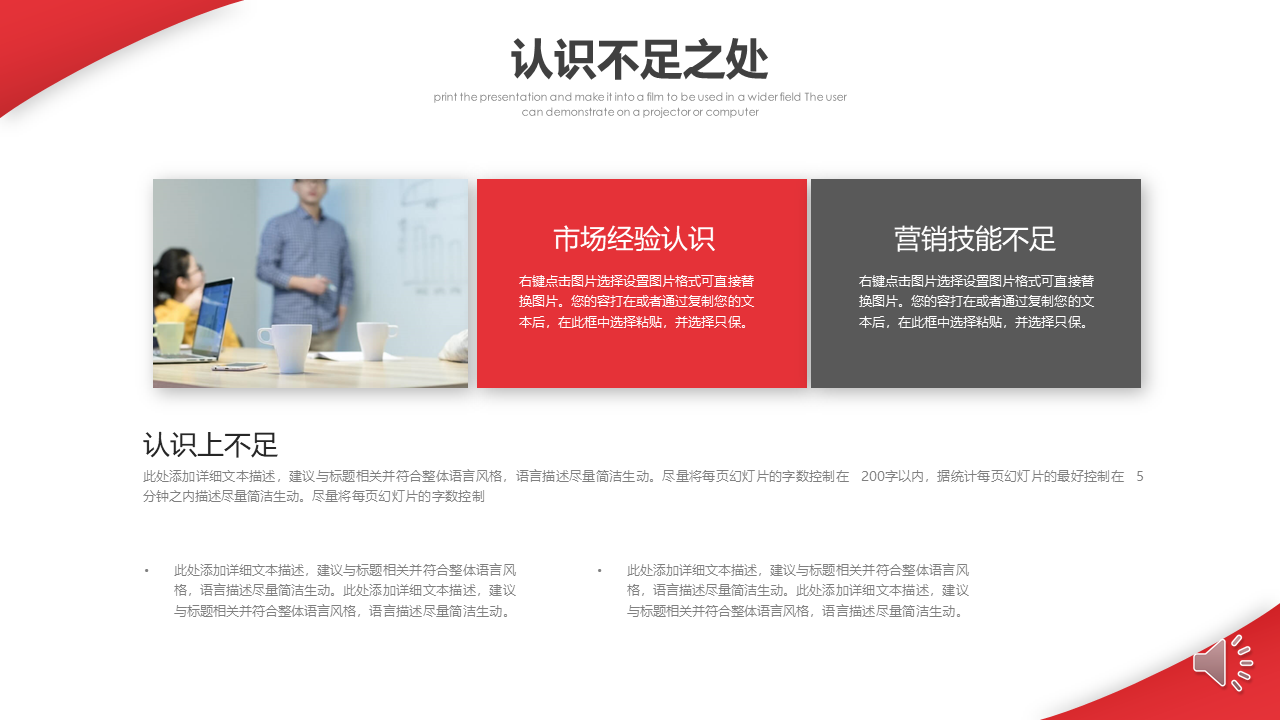 认识不足之处
print the presentation and make it into a film to be used in a wider field The user
can demonstrate on a projector or computer
市场经验认识
右键点击图片选择设置图片格式可直接替
换图片。您的容打在或者通过复制您的文
本后，在此框中选择粘贴，并选择只保。
营销技能不足
右键点击图片选择设置图片格式可直接替
换图片。您的容打在或者通过复制您的文
本后，在此框中选择粘贴，并选择只保。
认识上不足
此处添加详细文本描述，建议与标题相关并符合整体语言风格，语言描述尽量简洁生动。尽量将每页幻灯片的字数控制在 200字以内，据统计每页幻灯片的最好控制在 5
分钟之内描述尽量简洁生动。尽量将每页幻灯片的字数控制
• 此处添加详细文本描述，建议与标题相关并符合整体语言风
格，语言描述尽量简洁生动。此处添加详细文本描述，建议
与标题相关并符合整体语言风格，语言描述尽量简洁生动。
• 此处添加详细文本描述，建议与标题相关并符合整体语言风
格，语言描述尽量简洁生动。此处添加详细文本描述，建议
与标题相关并符合整体语言风格，语言描述尽量简洁生动。